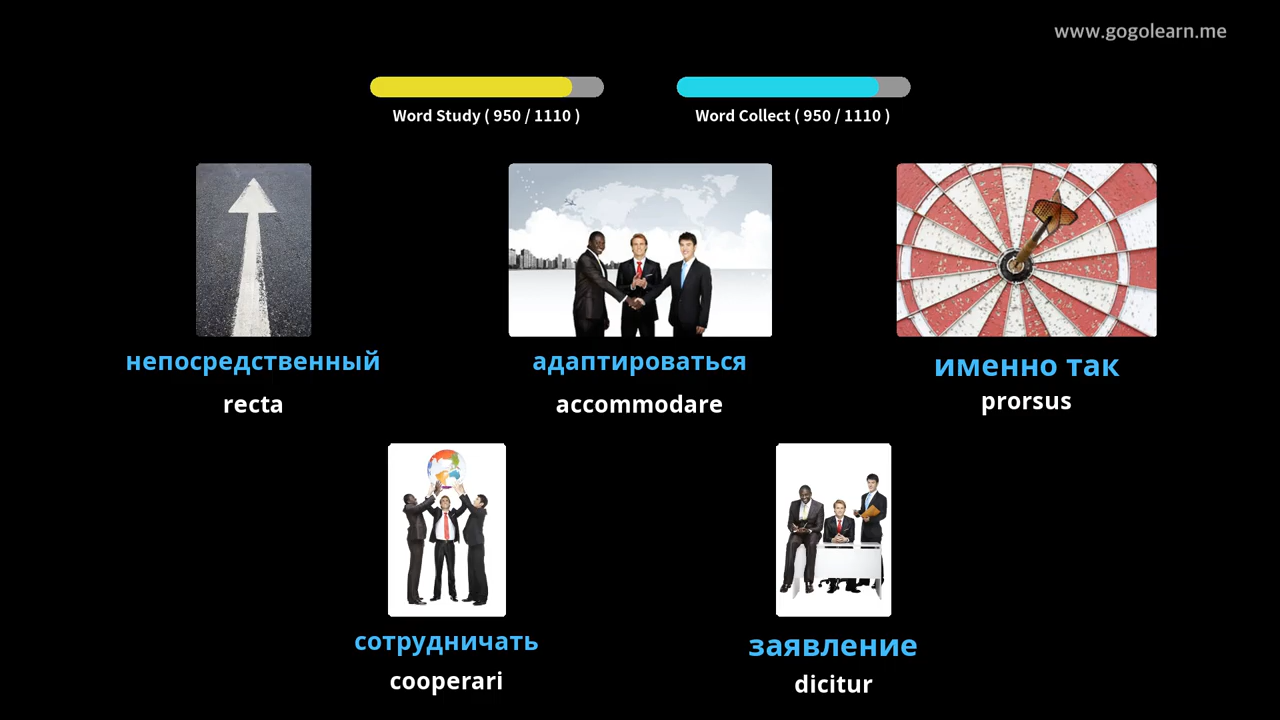 www.gogolearn.me
Word Study ( 950 / 1110 )
Word Collect ( 950 / 1110 )
непосредственный
recta
адаптироваться
accommodare
именно так
prorsus
сотрудничать
cooperari
заявление
dicitur